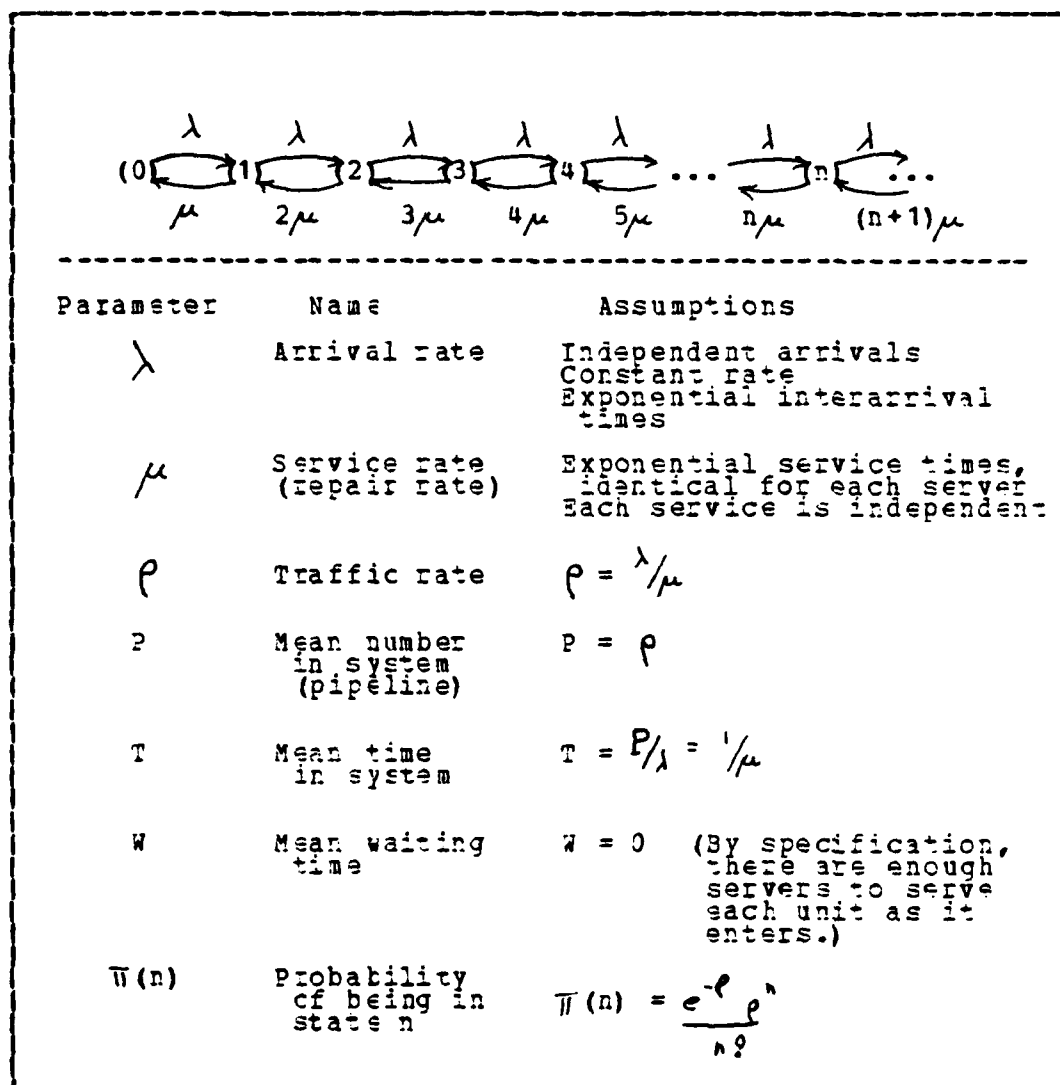 λ λ λ λ λ λ λ
(0 1 2 3 4 ... n ...
μ 2μ 3μ 4μ 5μ nμ (n+1)μ
Parameter Name Assumptions
λ Arrival rate Independent arrivals
Constant rate
Exponential interarrival
times
μ Service rate Exponential service times,
(repair rate) identical for each server
Each service is independent
ρ Traffic rate ρ = λ/μ
P Mean number P = ρ
in system
(pipeline)
T Mean time T = P/λ = 1/μ
in system
W Mean waiting W = 0 (By specification,
time there are enough
servers to serve
each unit as it
enters.)
π(n) Probability
of being in π(n) = e^-ρ ρ^n
state n n!